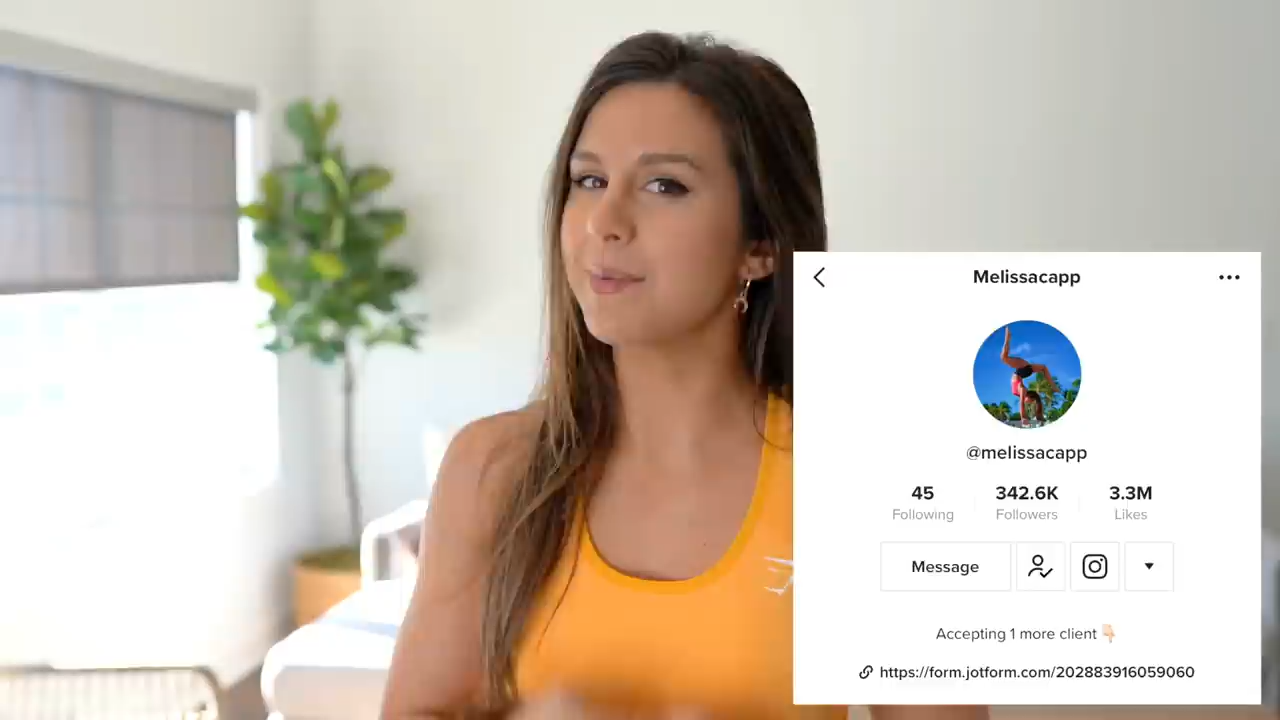 Melissacapp
@melissacapp
45 342.6K 3.3M
Following Followers Likes
Message
Accepting 1 more client 👇🏻
https://form.jotform.com/202883916059060